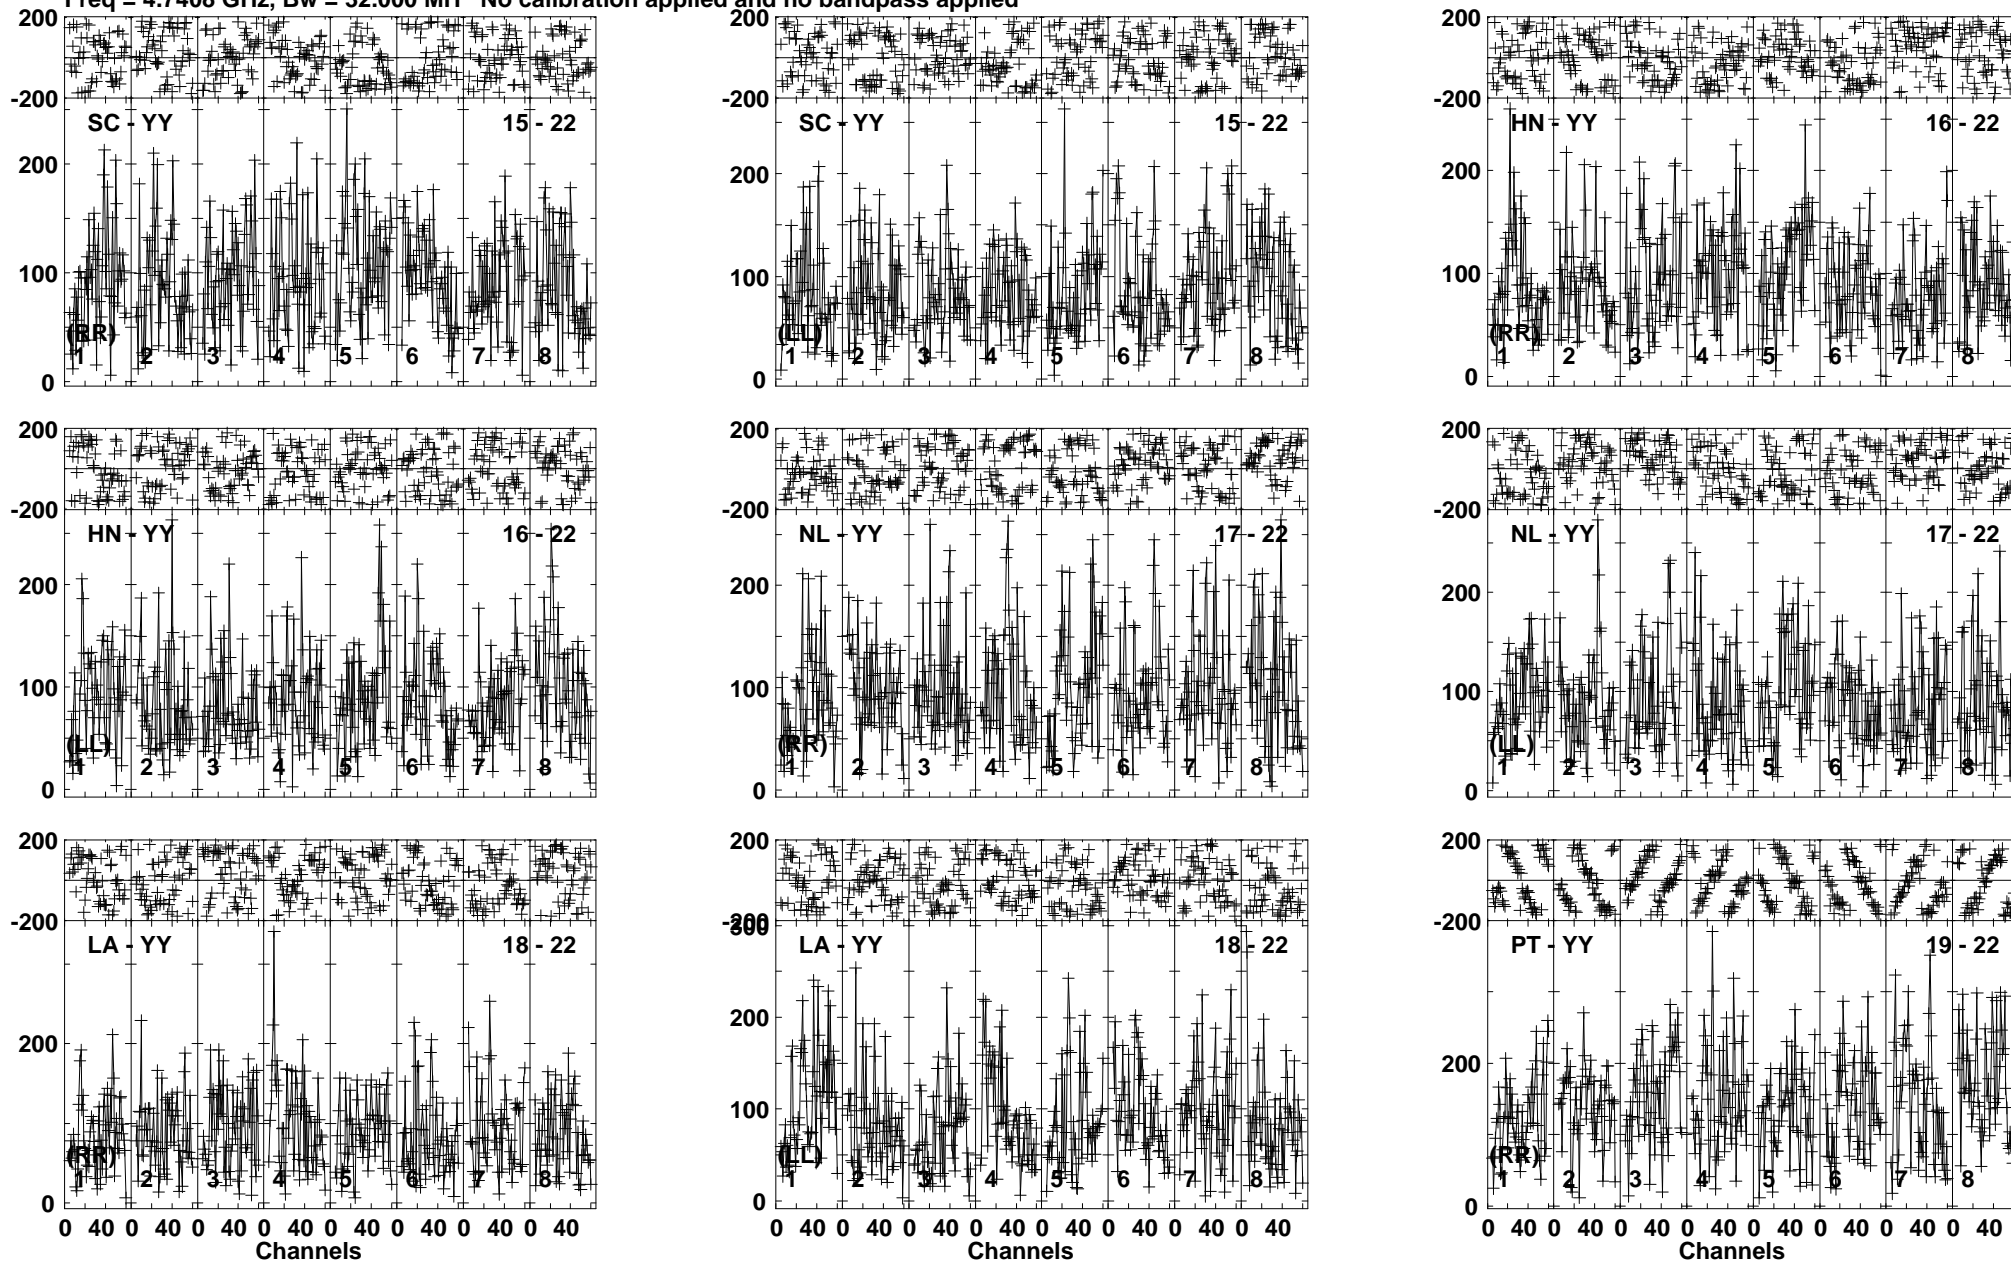 Freq = 4.7408 GHz, Bw = 32.000 MH No calibration applied and no bandpass applied
200 200 200
-200 -200 -200
SC - YY 15 - 22 SC - YY 15 - 22 HN - YY 16 - 22
200 200 200
100 100 100
(RR) (LL) (RR)
1 2 3 4 5 6 7 8 1 2 3 4 5 6 7 8 1 2 3 4 5 6 7 8
0 0 0
200 200 200
-200 -200 -200
HN - YY 16 - 22 NL - YY 17 - 22 NL - YY 17 - 22
200 200 200
100 100 100
(LL) (RR) (LL)
1 2 3 4 5 6 7 8 1 2 3 4 5 6 7 8 1 2 3 4 5 6 7 8
0 0 0
200 200 200
-200 -200 -200
300
LA - YY 18 - 22 LA - YY 18 - 22 PT - YY 19 - 22
200 200 200
100
(RR) (LL) (RR)
1 2 3 4 5 6 7 8 1 2 3 4 5 6 7 8 1 2 3 4 5 6 7 8
0 0 0
0 40 0 40 0 40 0 40 0 40 0 40 0 40 0 40 0 40 0 40 0 40 0 40 0 40 0 40 0 40 0 40 0 40 0 40 0 40 0 40 0 40 0 40 0 40 0 40
Channels Channels Channels